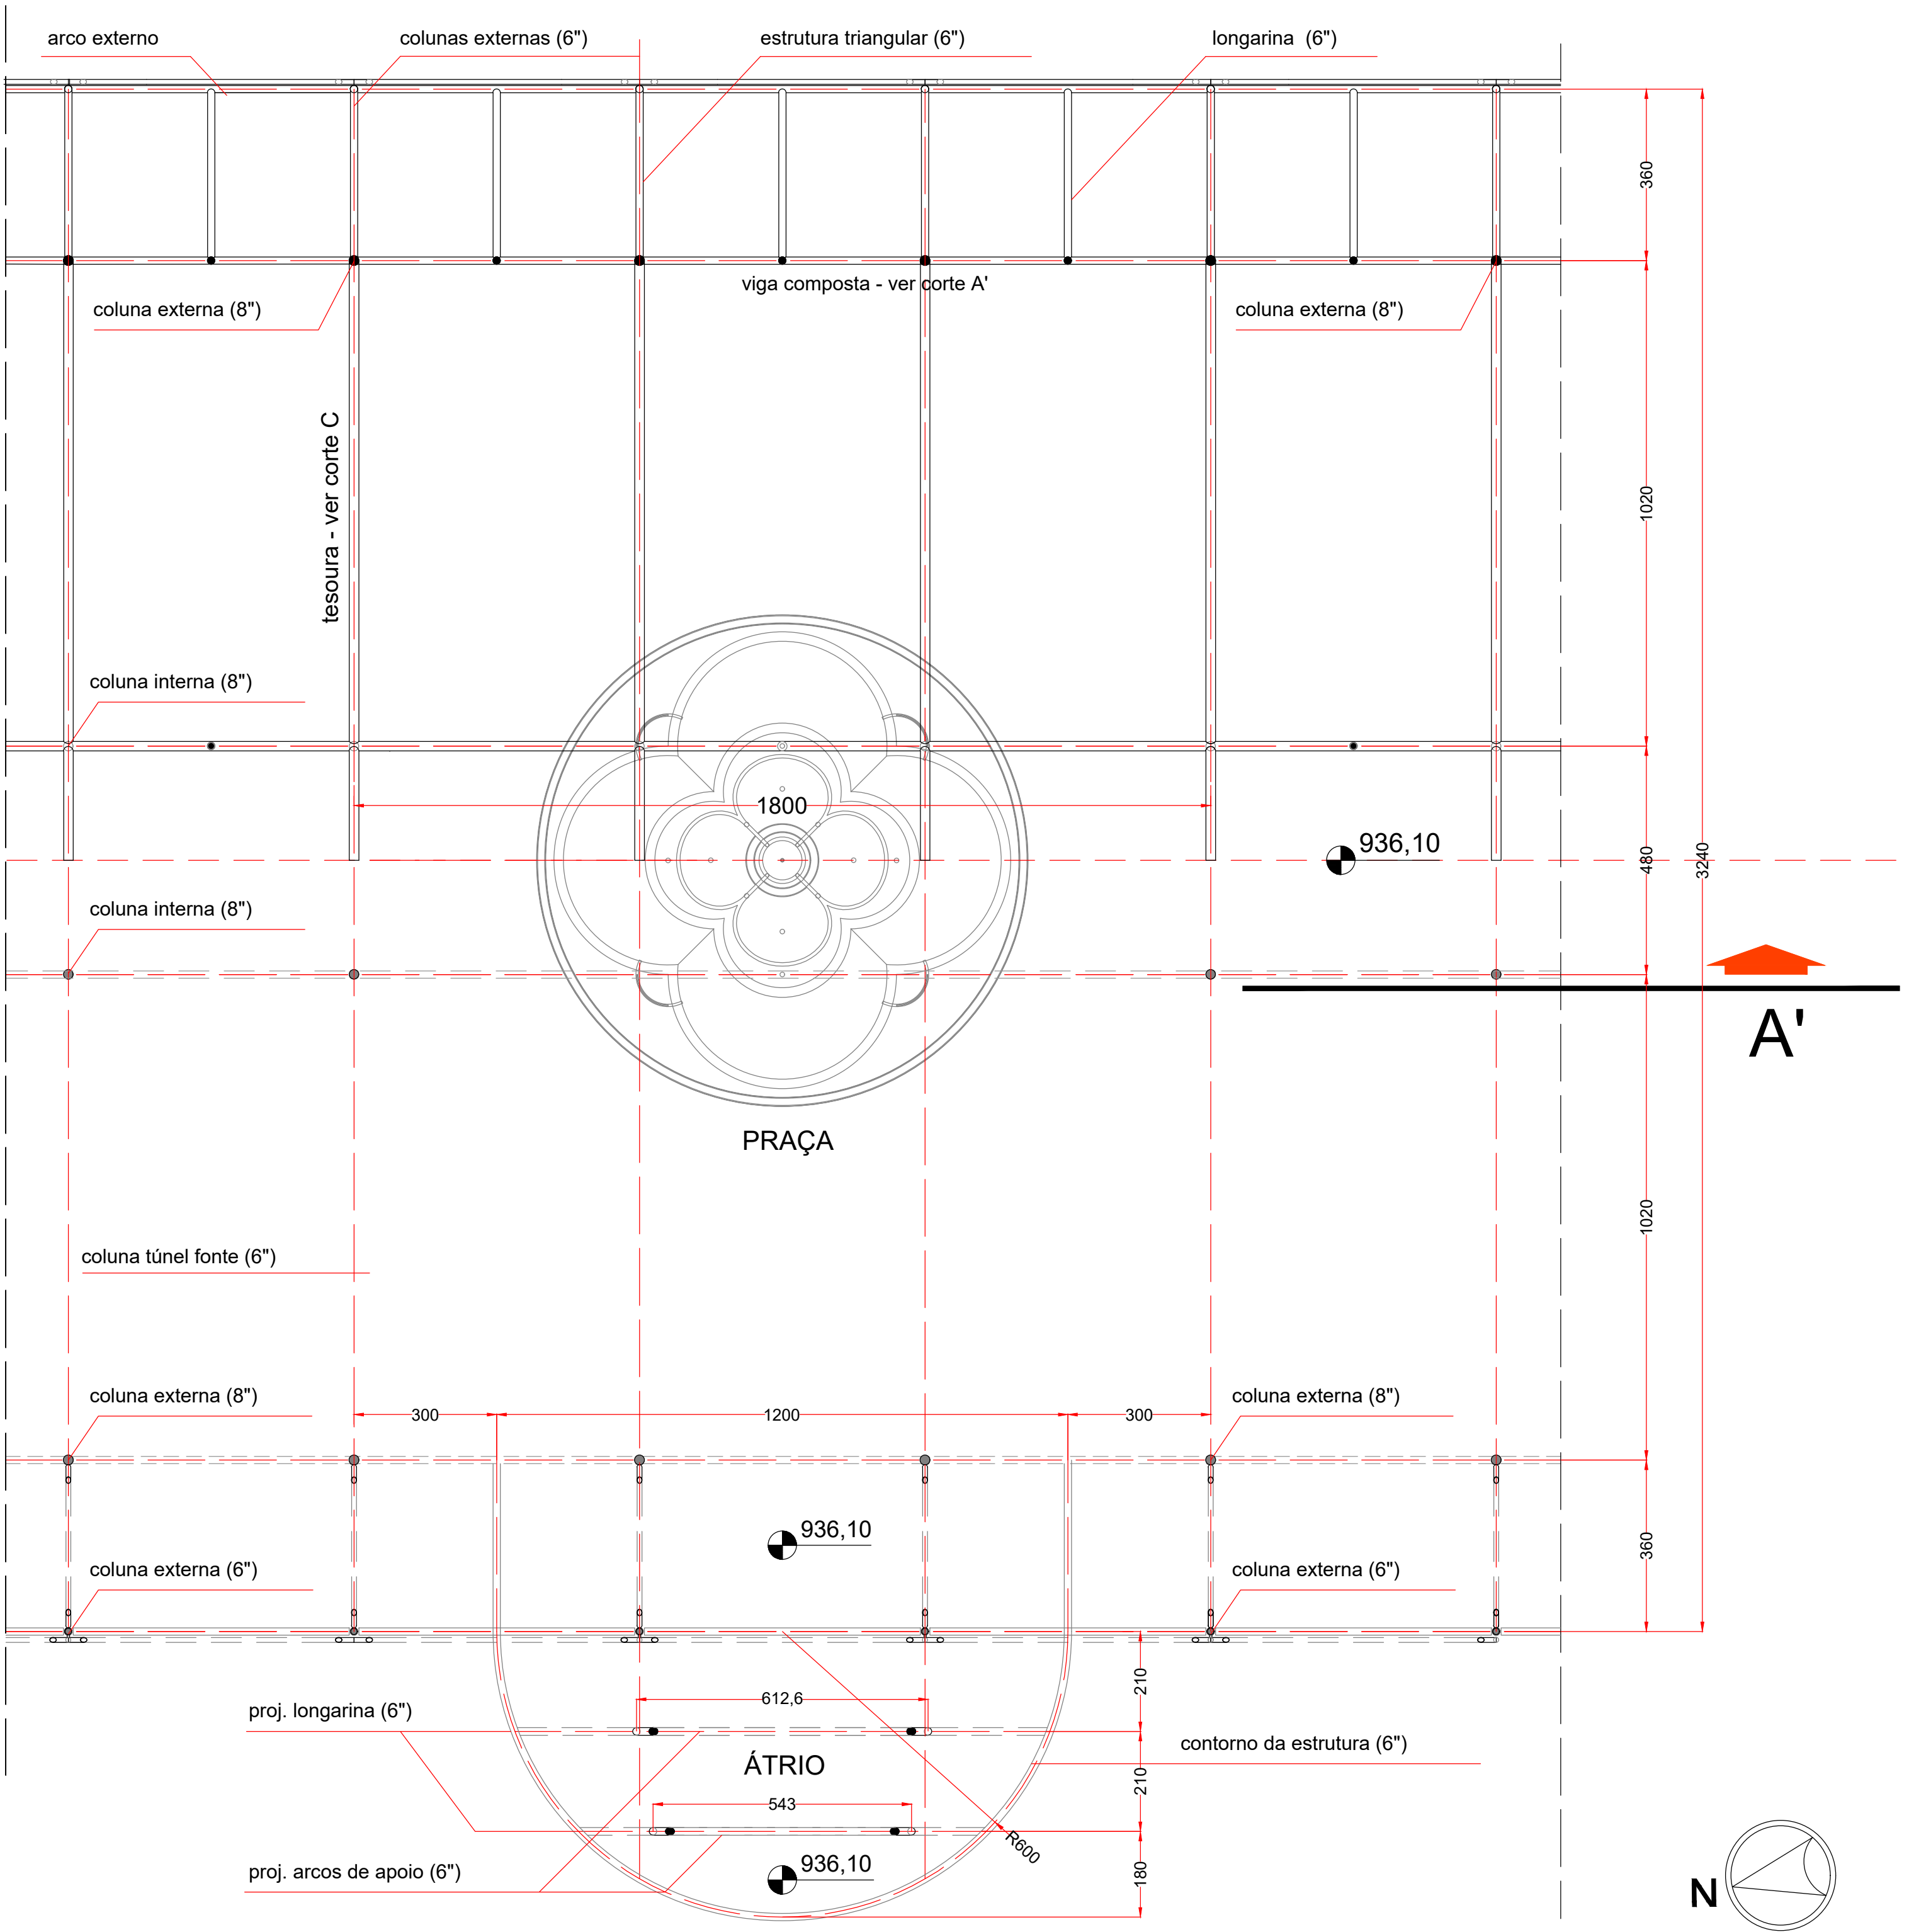 arco externo
colunas externas (6")
estrutura triangular (6")
longarina (6")
360
viga composta - ver corte A'
coluna externa (8")
coluna externa (8")
tesoura - ver corte C
1020
coluna interna (8")
1800
936,10
480
3240
coluna interna (8")
A'
PRAÇA
1020
coluna túnel fonte (6")
coluna externa (8")
300
1200
300
coluna externa (8")
936,10
360
coluna externa (6")
coluna externa (6")
210
612,6
proj. longarina (6")
contorno da estrutura (6")
ÁTRIO
210
543
R600
proj. arcos de apoio (6")
936,10
180
N